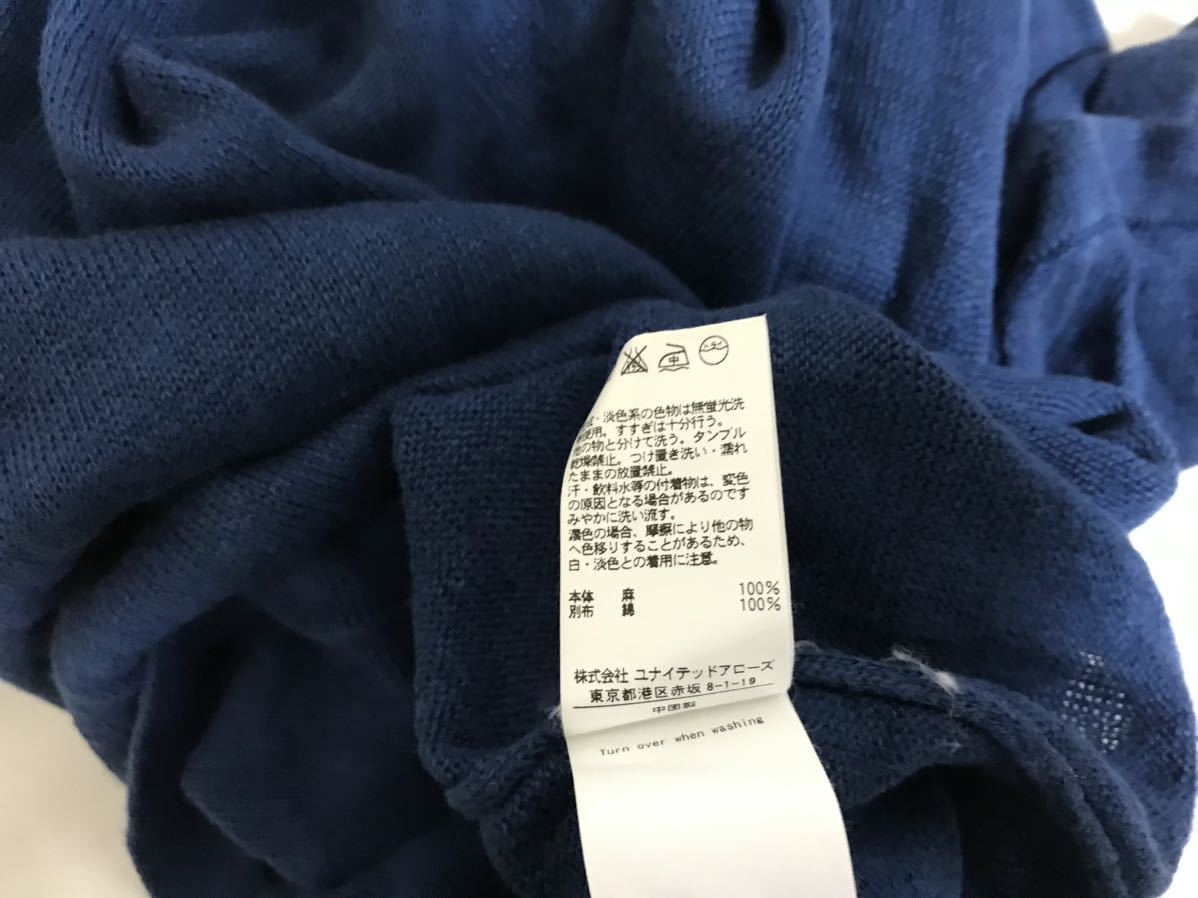 中
ドライ
・淡色系の色物は無蛍光洗
使用。すすぎは十分行う。
の物と分けて洗う。タンブル
乾燥禁止。つけ置き洗い・濡れ
たままの放置禁止。
汗・飲料水等の付着物は、変色
の原因となる場合があるのです
みやかに洗い流す。
濃色の場合、摩擦により他の物
へ色移りすることがあるため、
白・淡色との着用に注意。
本体 麻 100%
別布 綿 100%
株式会社 ユナイテッドアローズ
東京都港区赤坂 8-1-19
中国製
Turn over when washing